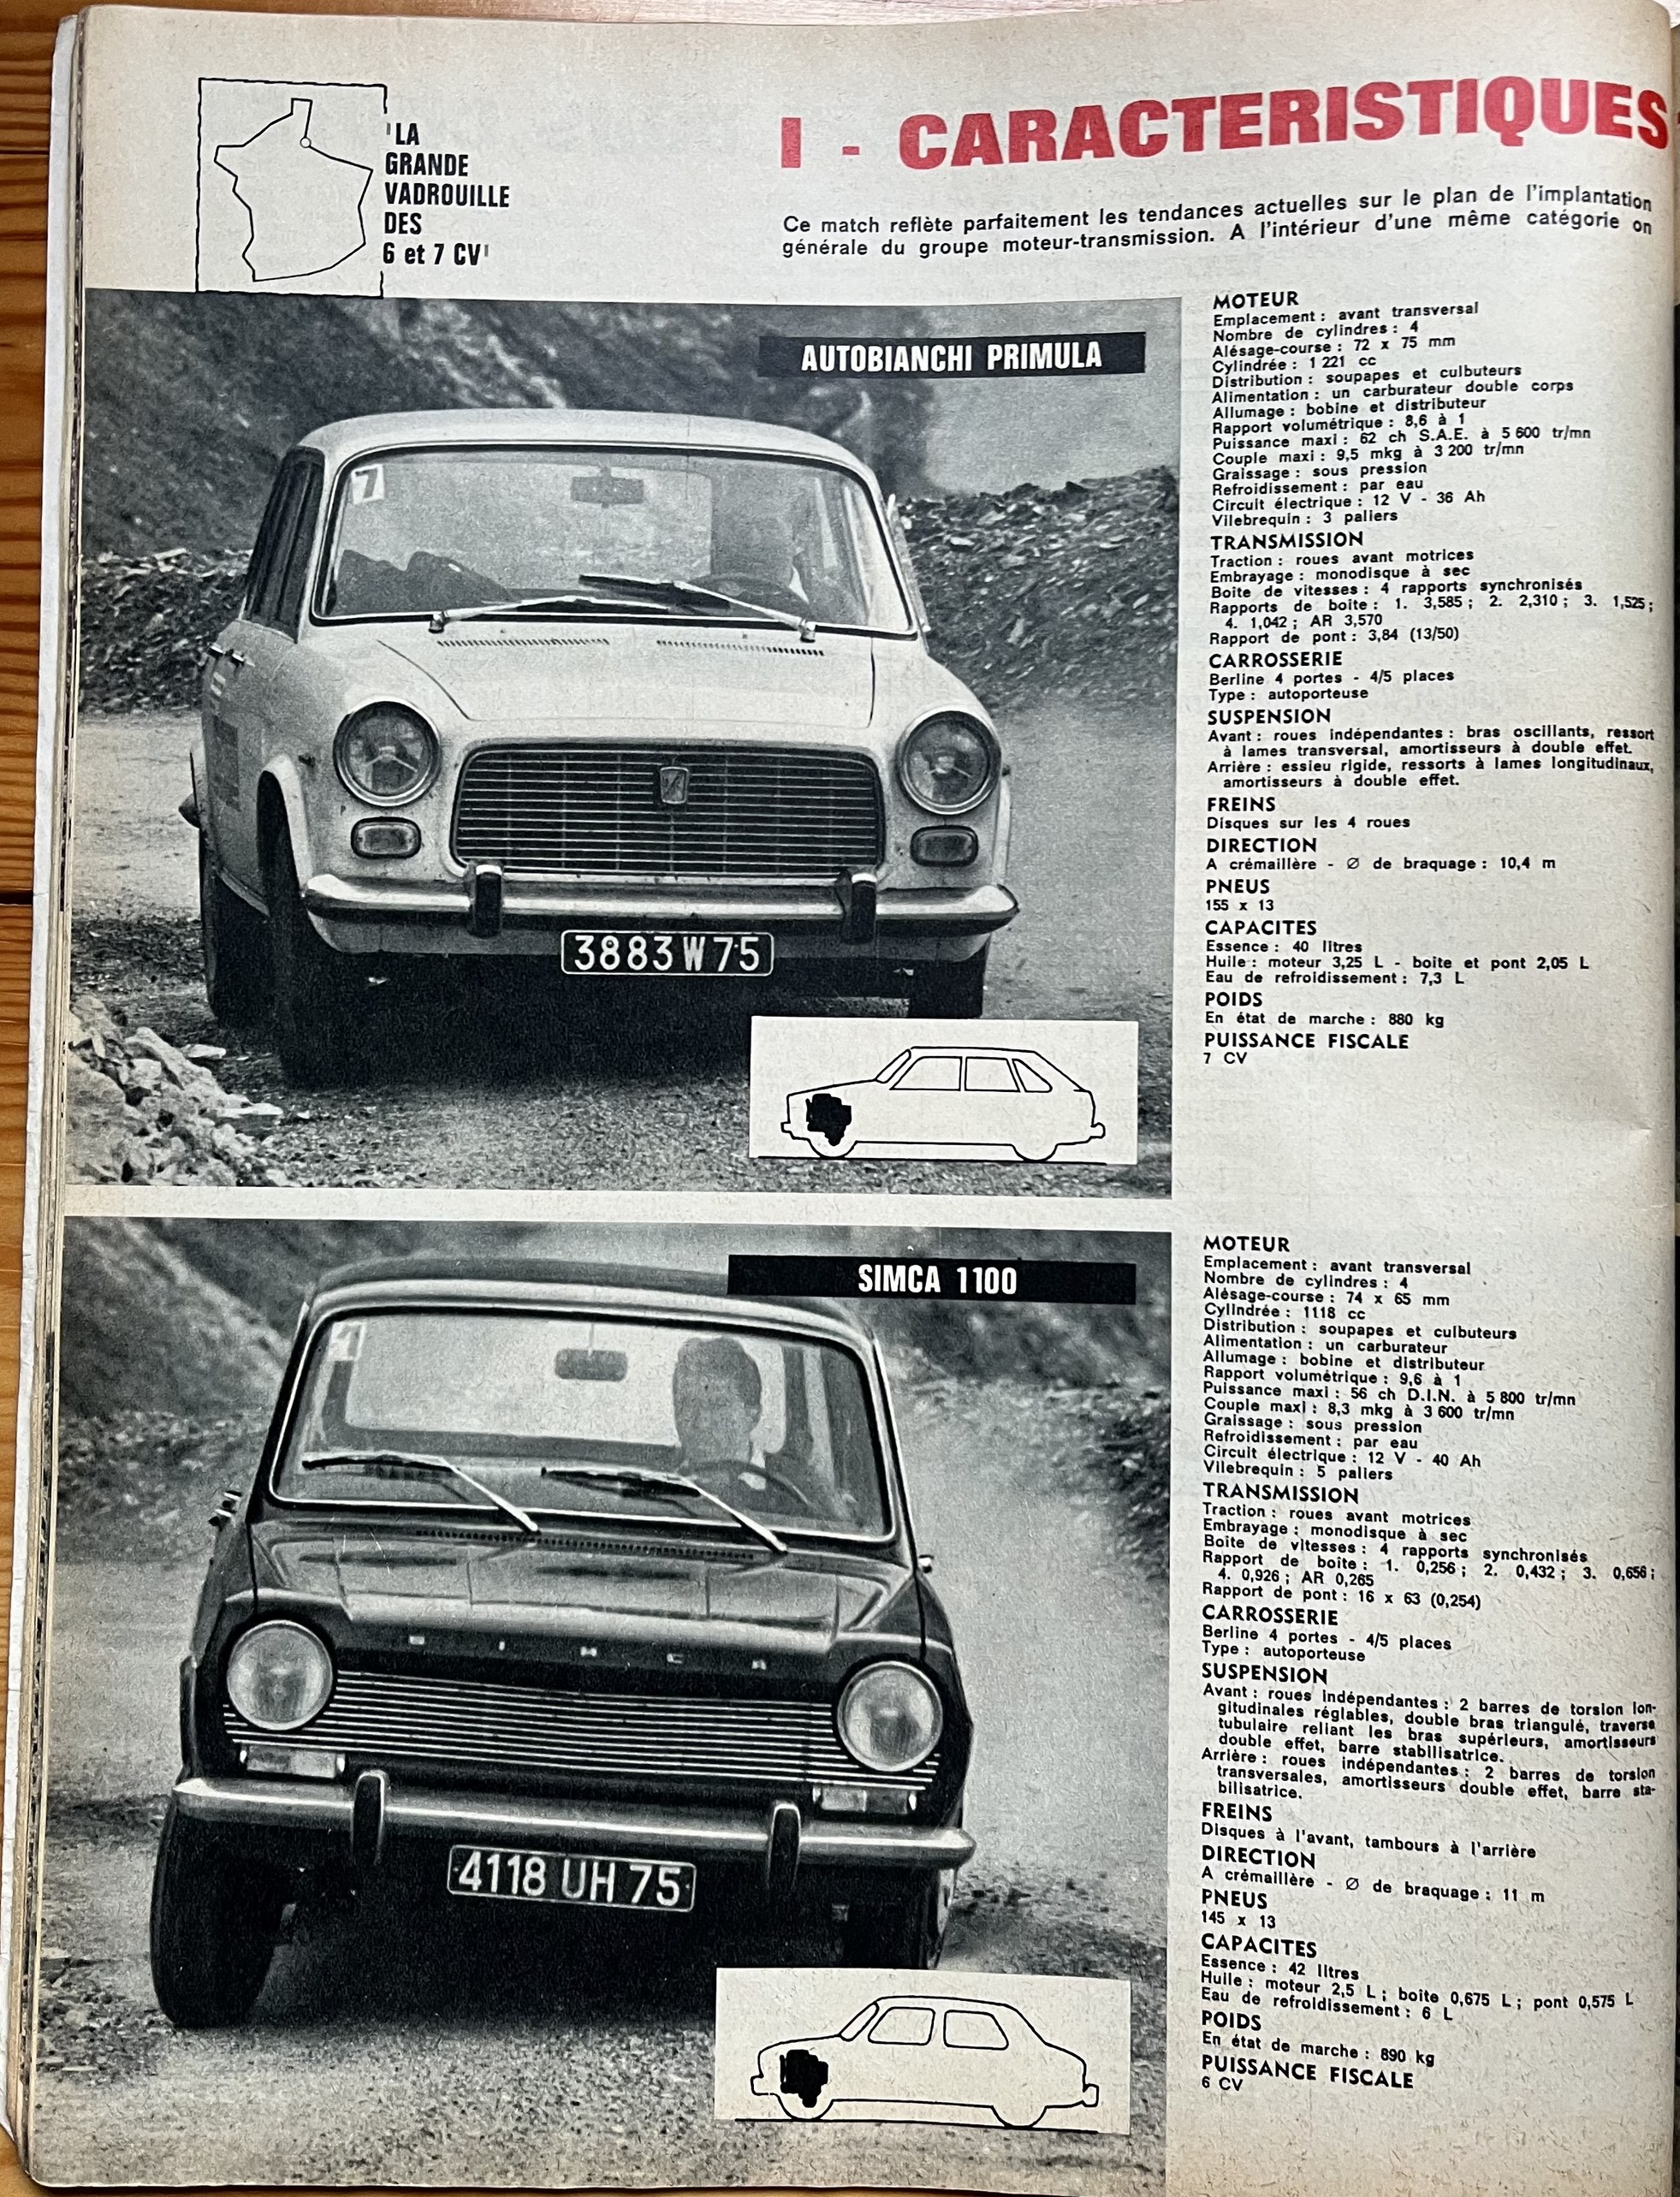 "LA
GRANDE
VADROUILLE
DES
6 et 7 CV"
I - CARACTERISTIQUES
Ce match reflète parfaitement les tendances actuelles sur le plan de l'implantation
générale du groupe moteur-transmission. A l'intérieur d'une même catégorie on
AUTOBIANCHI PRIMULA
7
3883 W 75
MOTEUR
Emplacement : avant transversal
Nombre de cylindres : 4
Alésage-course : 72 x 75 mm
Cylindrée : 1 221 cc
Distribution : soupapes et culbuteurs
Alimentation : un carburateur double corps
Allumage : bobine et distributeur
Rapport volumétrique : 8,6 à 1
Puissance maxi : 62 ch S.A.E. à 5 600 tr/mn
Couple maxi : 9,5 mkg à 3 200 tr/mn
Graissage : sous pression
Refroidissement : par eau
Circuit électrique : 12 V - 36 Ah
Vilebrequin : 3 paliers
TRANSMISSION
Traction : roues avant motrices
Embrayage : monodisque à sec
Boîte de vitesses : 4 rapports synchronisés
Rapports de boîte : 1. 3,585 ; 2. 2,310 ; 3. 1,525 ;
4. 1,042 ; AR 3,570
Rapport de pont : 3,84 (13/50)
CARROSSERIE
Berline 4 portes - 4/5 places
Type : autoporteuse
SUSPENSION
Avant : roues indépendantes : bras oscillants, ressort
à lames transversal, amortisseurs à double effet.
Arrière : essieu rigide, ressorts à lames longitudinaux,
amortisseurs à double effet.
FREINS
Disques sur les 4 roues
DIRECTION
A crémaillère - Ø de braquage : 10,4 m
PNEUS
155 x 13
CAPACITES
Essence : 40 litres
Huile : moteur 3,25 L - boîte et pont 2,05 L
Eau de refroidissement : 7,3 L
POIDS
En état de marche : 880 kg
PUISSANCE FISCALE
7 CV
SIMCA 1100
1
SIMCA
4118 UH 75
MOTEUR
Emplacement : avant transversal
Nombre de cylindres : 4
Alésage-course : 74 x 65 mm
Cylindrée : 1118 cc
Distribution : soupapes et culbuteurs
Alimentation : un carburateur
Allumage : bobine et distributeur
Rapport volumétrique : 9,6 à 1
Puissance maxi : 56 ch D.I.N. à 5 800 tr/mn
Couple maxi : 8,3 mkg à 3 600 tr/mn
Graissage : sous pression
Refroidissement : par eau
Circuit électrique : 12 V - 40 Ah
Vilebrequin : 5 paliers
TRANSMISSION
Traction : roues avant motrices
Embrayage : monodisque à sec
Boîte de vitesses : 4 rapports synchronisés
Rapport de boîte : 1. 0,256 ; 2. 0,432 ; 3. 0,656 ;
4. 0,926 ; AR 0,265
Rapport de pont : 16 x 63 (0,254)
CARROSSERIE
Berline 4 portes - 4/5 places
Type : autoporteuse
SUSPENSION
Avant : roues indépendantes : 2 barres de torsion lon-
gitudinales réglables, double bras triangulé, traverse
tubulaire reliant les bras supérieurs, amortisseurs
double effet, barre stabilisatrice.
Arrière : roues indépendantes : 2 barres de torsion
transversales, amortisseurs double effet, barre sta-
bilisatrice.
FREINS
Disques à l'avant, tambours à l'arrière
DIRECTION
A crémaillère - Ø de braquage : 11 m
PNEUS
145 x 13
CAPACITES
Essence : 42 litres
Huile : moteur 2,5 L ; boîte 0,675 L ; pont 0,575 L
Eau de refroidissement : 6 L
POIDS
En état de marche : 890 kg
PUISSANCE FISCALE
6 CV